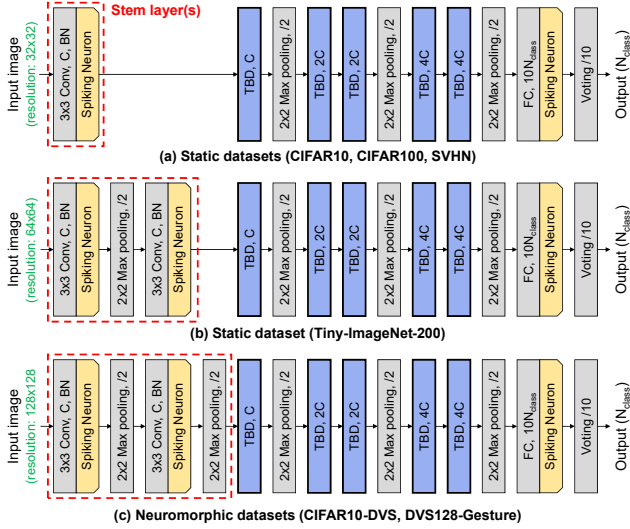 Stem layer(s)
Input image
(resolution: 32x32)
3x3 Conv, C, BN
Spiking Neuron
TBD, C
2x2 Max pooling, /2
TBD, 2C
TBD, 2C
2x2 Max pooling, /2
TBD, 4C
TBD, 4C
2x2 Max pooling, /2
FC, 10N_class
Spiking Neuron
Voting /10
Output (N_class)
(a) Static datasets (CIFAR10, CIFAR100, SVHN)
Input image
(resolution: 64x64)
3x3 Conv, C, BN
Spiking Neuron
2x2 Max pooling, /2
3x3 Conv, C, BN
Spiking Neuron
TBD, C
2x2 Max pooling, /2
TBD, 2C
TBD, 2C
2x2 Max pooling, /2
TBD, 4C
TBD, 4C
2x2 Max pooling, /2
FC, 10N_class
Spiking Neuron
Voting /10
Output (N_class)
(b) Static dataset (Tiny-ImageNet-200)
Input image
(resolution: 128x128
3x3 Conv, C, BN
Spiking Neuron
2x2 Max pooling, /2
3x3 Conv, C, BN
Spiking Neuron
2x2 Max pooling, /2
TBD, C
2x2 Max pooling, /2
TBD, 2C
TBD, 2C
2x2 Max pooling, /2
TBD, 4C
TBD, 4C
2x2 Max pooling, /2
FC, 10N_class
Spiking Neuron
Voting /10
Output (N_class)
(c) Neuromorphic datasets (CIFAR10-DVS, DVS128-Gesture)